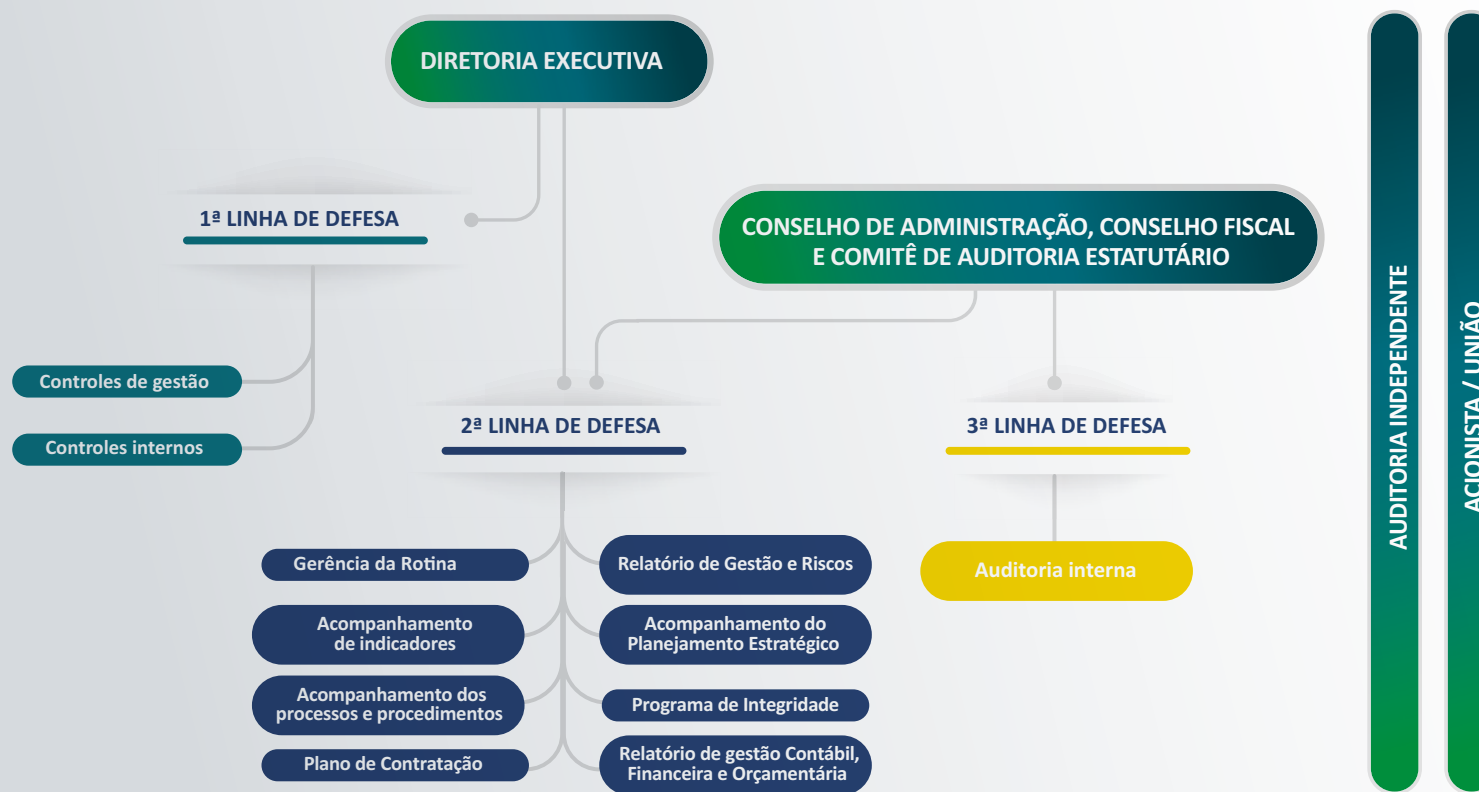 DIRETORIA EXECUTIVA
1ª LINHA DE DEFESA
CONSELHO DE ADMINISTRAÇÃO, CONSELHO FISCAL
E COMITÊ DE AUDITORIA ESTATUTÁRIO
Controles de gestão
Controles internos
2ª LINHA DE DEFESA
3ª LINHA DE DEFESA
Gerência da Rotina
Relatório de Gestão e Riscos
Auditoria interna
Acompanhamento
de indicadores
Acompanhamento do
Planejamento Estratégico
Acompanhamento dos
processos e procedimentos
Programa de Integridade
Plano de Contratação
Relatório de gestão Contábil,
Financeira e Orçamentária
AUDITORIA INDEPENDENTE
ACIONISTA / UNIÃO